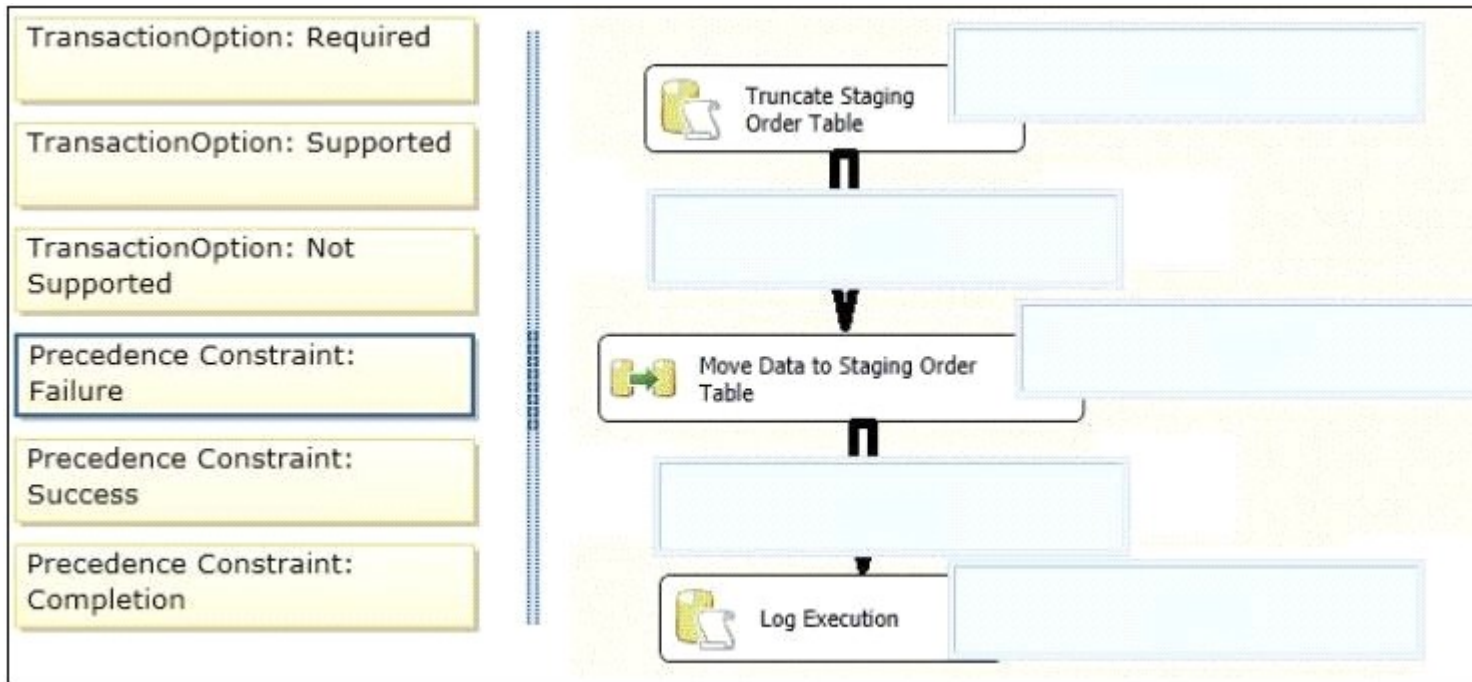 TransactionOption: Required
TransactionOption: Supported
TransactionOption: Not
Supported
Precedence Constraint:
Failure
Precedence Constraint:
Success
Precedence Constraint:
Completion
Truncate Staging
Order Table
Move Data to Staging Order
Table
Log Execution